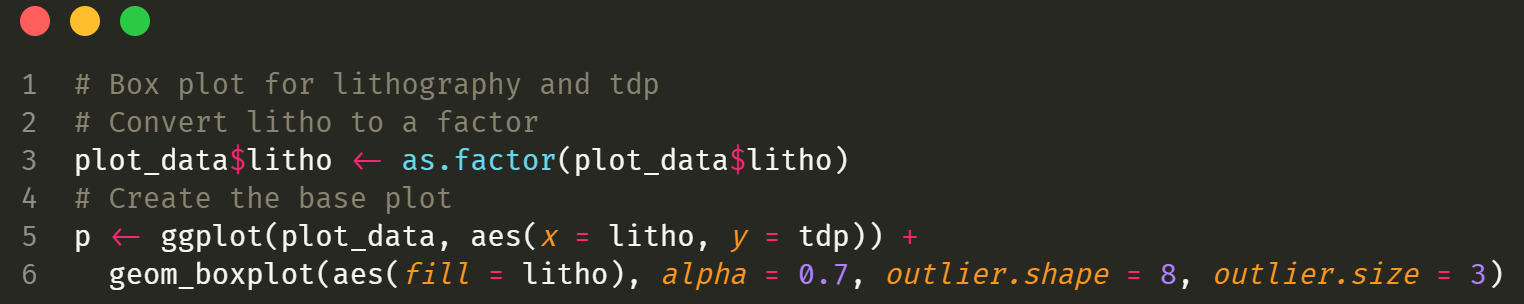 1 # Box plot for lithography and tdp
2 # Convert litho to a factor
3 plot_data$litho <- as.factor(plot_data$litho)
4 # Create the base plot
5 p <- ggplot(plot_data, aes(x = litho, y = tdp)) +
6   geom_boxplot(aes(fill = litho), alpha = 0.7, outlier.shape = 8, outlier.size = 3)